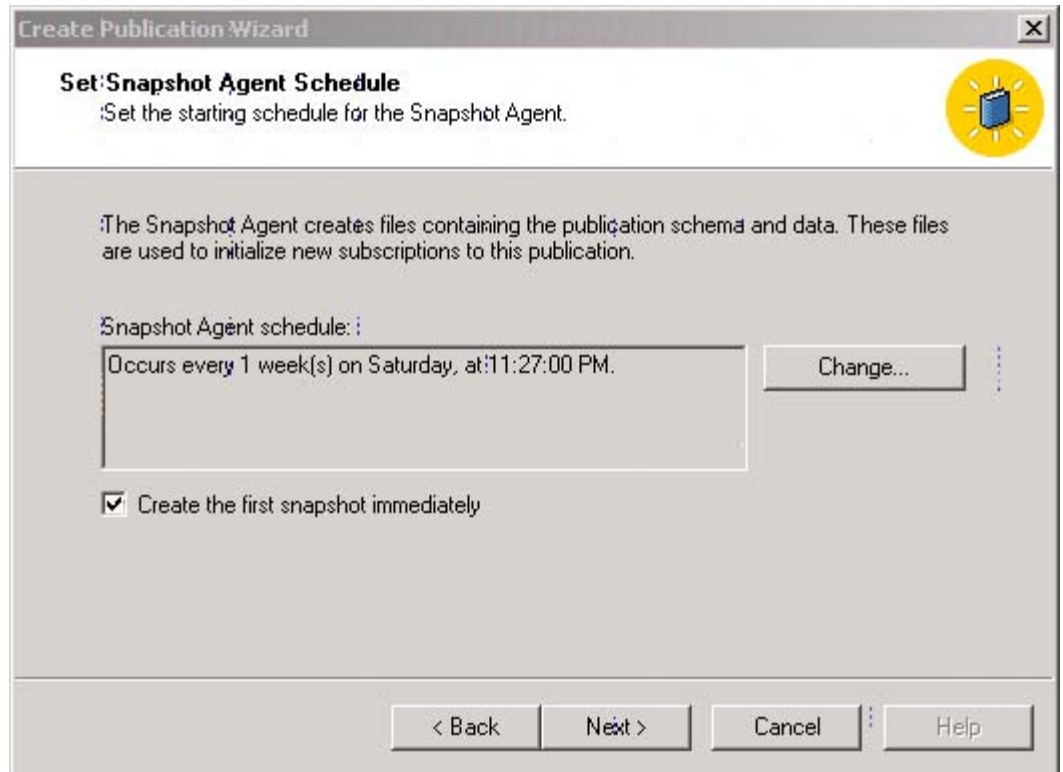 Create Publication Wizard
Set Snapshot Agent Schedule
Set the starting schedule for the Snapshot Agent.
The Snapshot Agent creates files containing the publication schema and data. These files
are used to initialize new subscriptions to this publication.
Snapshot Agent schedule:
Occurs every 1 week(s) on Saturday, at 11:27:00 PM.
Change...
Create the first snapshot immediately
< Back
Next >
Cancel
Help